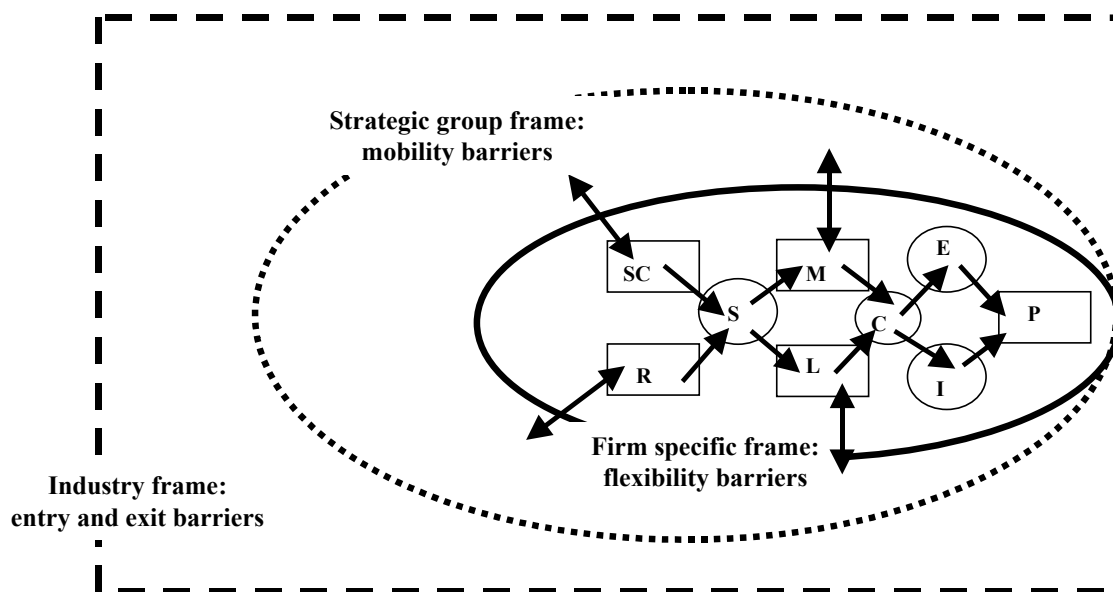 Strategic group frame:
mobility barriers
SC
M
E
S
C
P
R
L
I
Firm specific frame:
flexibility barriers
Industry frame:
entry and exit barriers